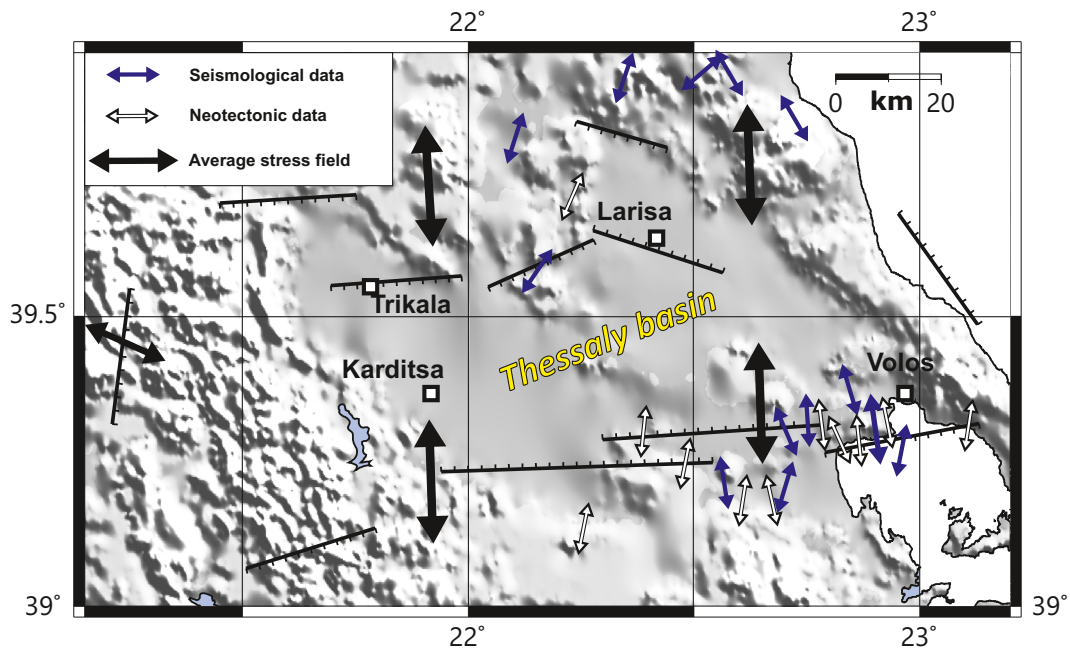 22° 23°
Seismological data
Neotectonic data
Average stress field
0 km 20
Larisa
Trikala
39.5°
Thessaly basin
Karditsa
Volos
39° 39°
22° 23°